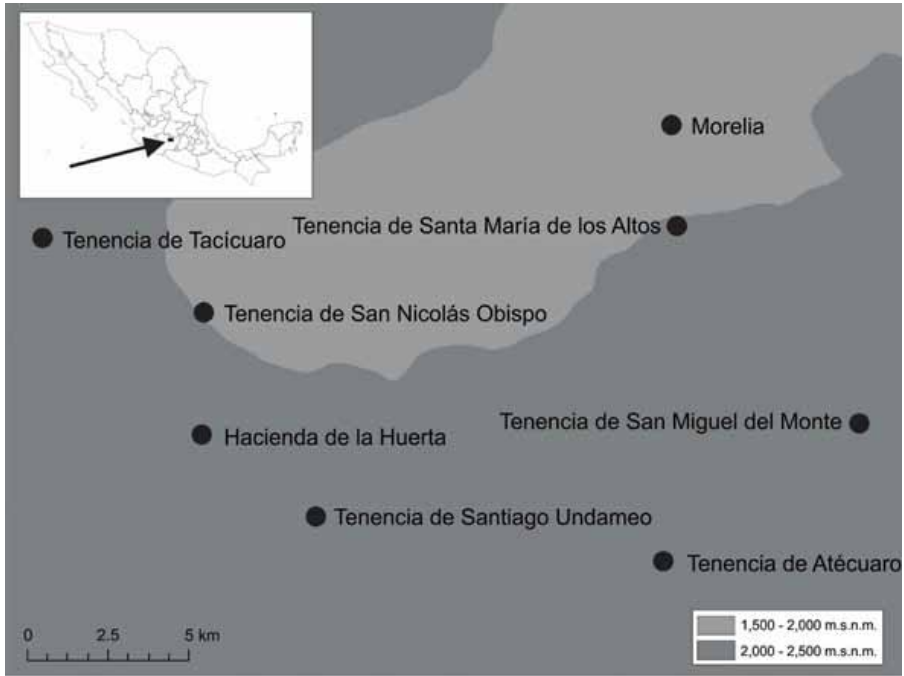 Morelia
Tenencia de Santa María de los Altos
Tenencia de Tacícuaro
Tenencia de San Nicolás Obispo
Tenencia de San Miguel del Monte
Hacienda de la Huerta
Tenencia de Santiago Undameo
Tenencia de Atécuaro
0 2.5 5 km
1,500 - 2,000 m.s.n.m.
2,000 - 2,500 m.s.n.m.